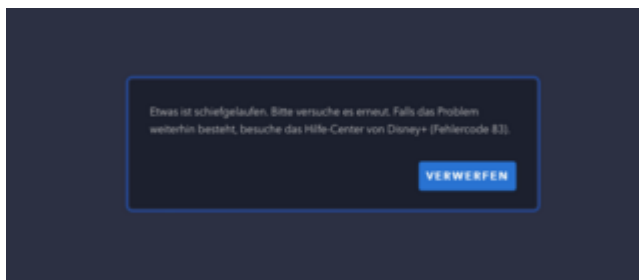 Etwas ist schiefgelaufen. Bitte versuche es erneut. Falls das Problem
weiterhin besteht, besuche das Hilfe-Center von Disney+ (Fehlercode 83).
VERWERFEN